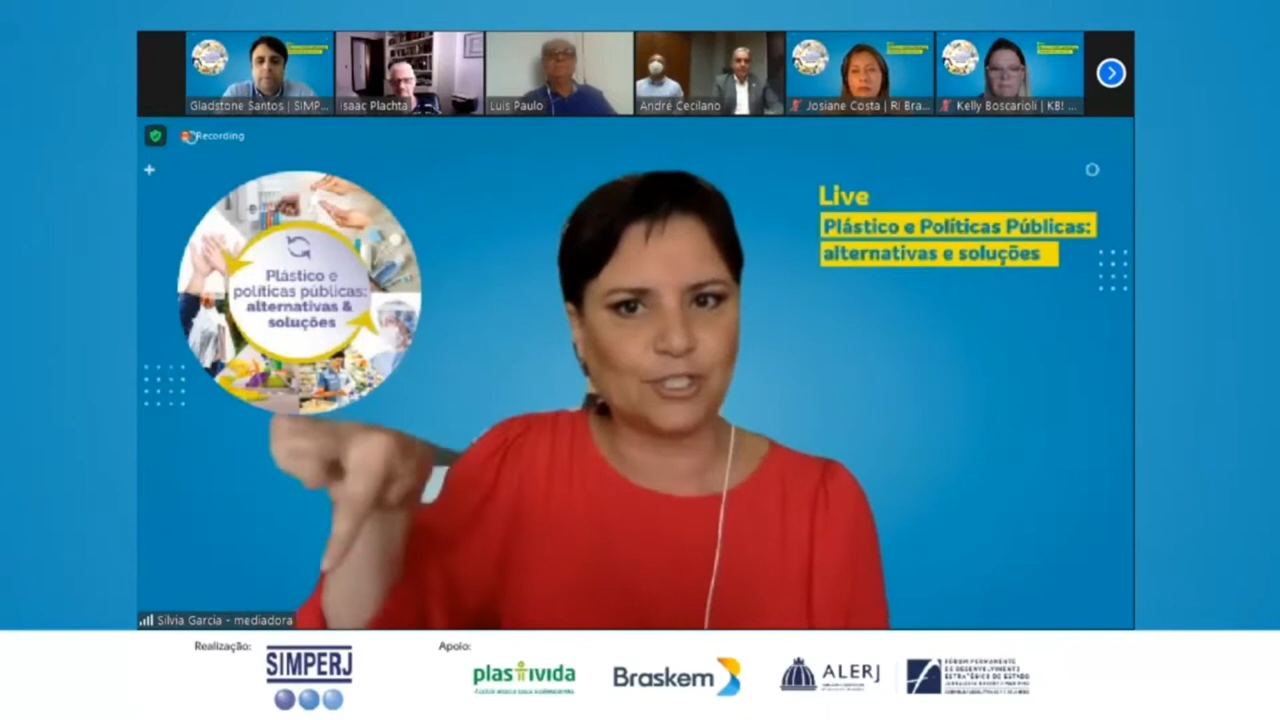 Gladstone Santos | SIMP...
Isaac Plachta
Luis Paulo
André Cecilano
Josiane Costa | Ri Bra...
Kelly Boscarioli | KB! ...
Recording
Live
Plástico e Políticas Públicas:
alternativas e soluções
Plástico e
políticas públicas:
alternativas &
soluções
Silvia Garcia - mediadora
Realização:
SIMPERJ
Apoio:
plastivida
Braskem
ALERJ
FÓRUM PERMANENTE
DE DESENVOLVIMENTO
ESTRATÉGICO DO ESTADO